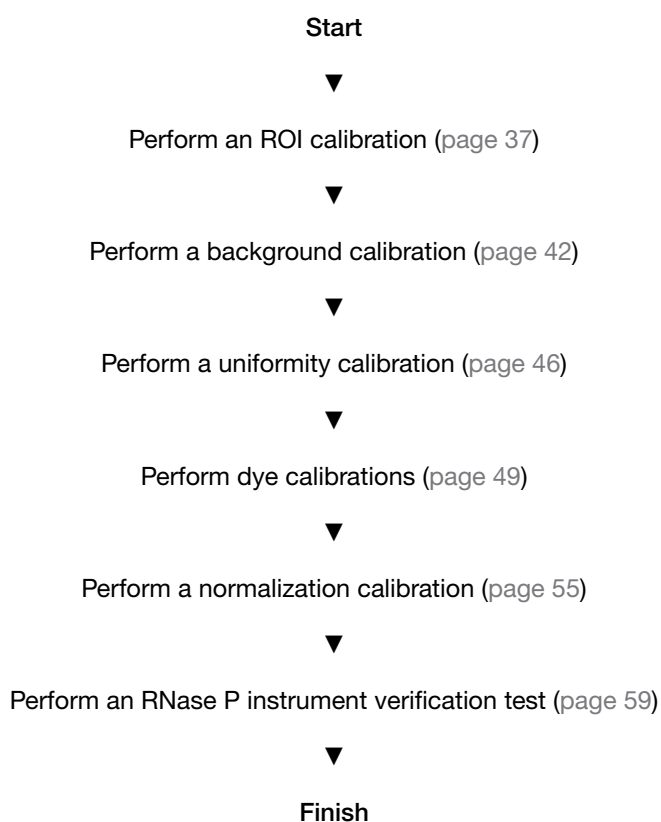 Start
▼
Perform an ROI calibration (page 37)
▼
Perform a background calibration (page 42)
▼
Perform a uniformity calibration (page 46)
▼
Perform dye calibrations (page 49)
▼
Perform a normalization calibration (page 55)
▼
Perform an RNase P instrument verification test (page 59)
▼
Finish